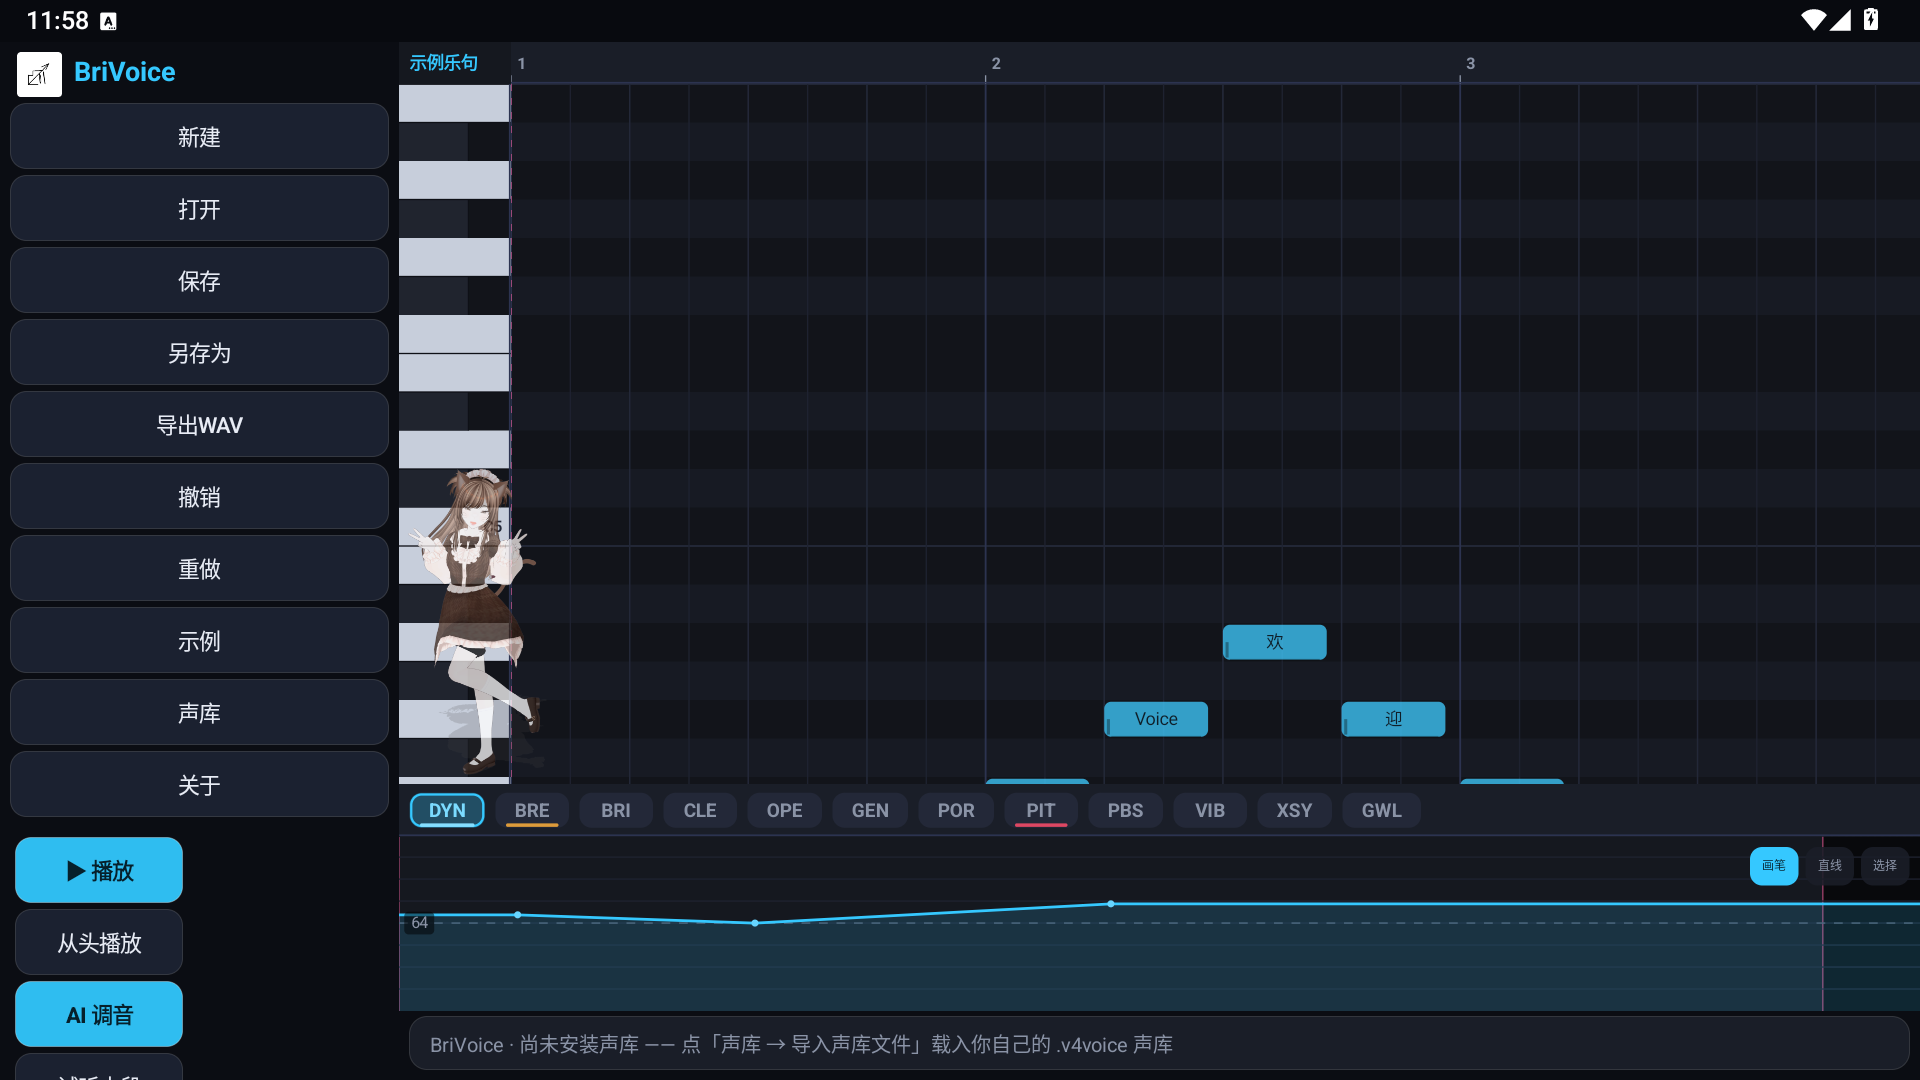 11:58
BriVoice
新建
打开
保存
另存为
导出WAV
撤销
重做
示例
声库
关于
▶ 播放
从头播放
AI 调音
示例乐句
1 2 3
欢
Voice 迎
DYN BRE BRI CLE OPE GEN POR PIT PBS VIB XSY GWL
画笔 直线 选择
64
BriVoice · 尚未安装声库 —— 点「声库 → 导入声库文件」载入你自己的 .v4voice 声库